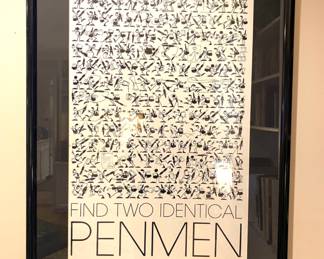 FIND TWO IDENTICAL
PENMEN